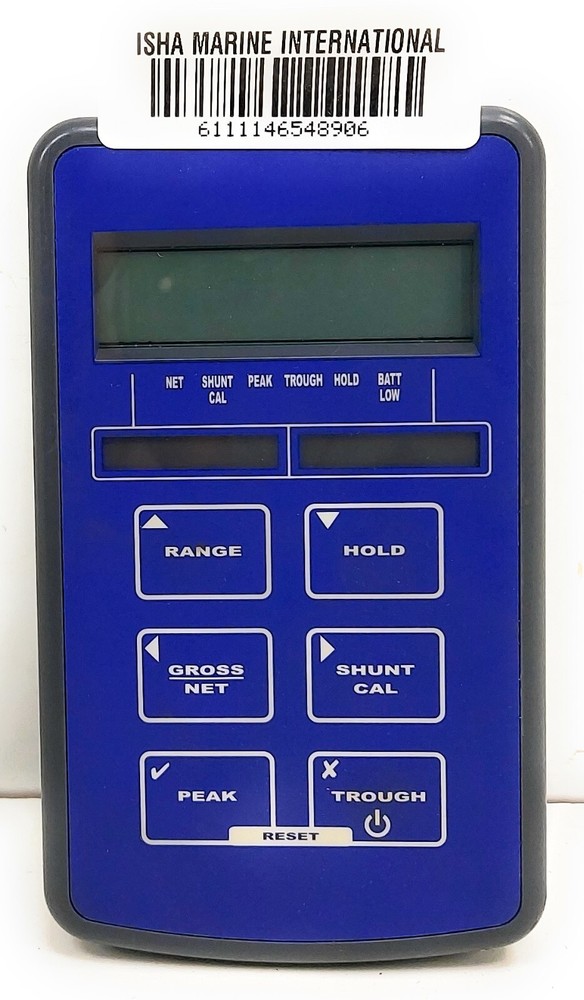 ISHA MARINE INTERNATIONAL
6111146548906
NET SHUNT PEAK TROUGH HOLD BATT
CAL LOW
RANGE
HOLD
GROSS
NET
SHUNT
CAL
PEAK
TROUGH
RESET